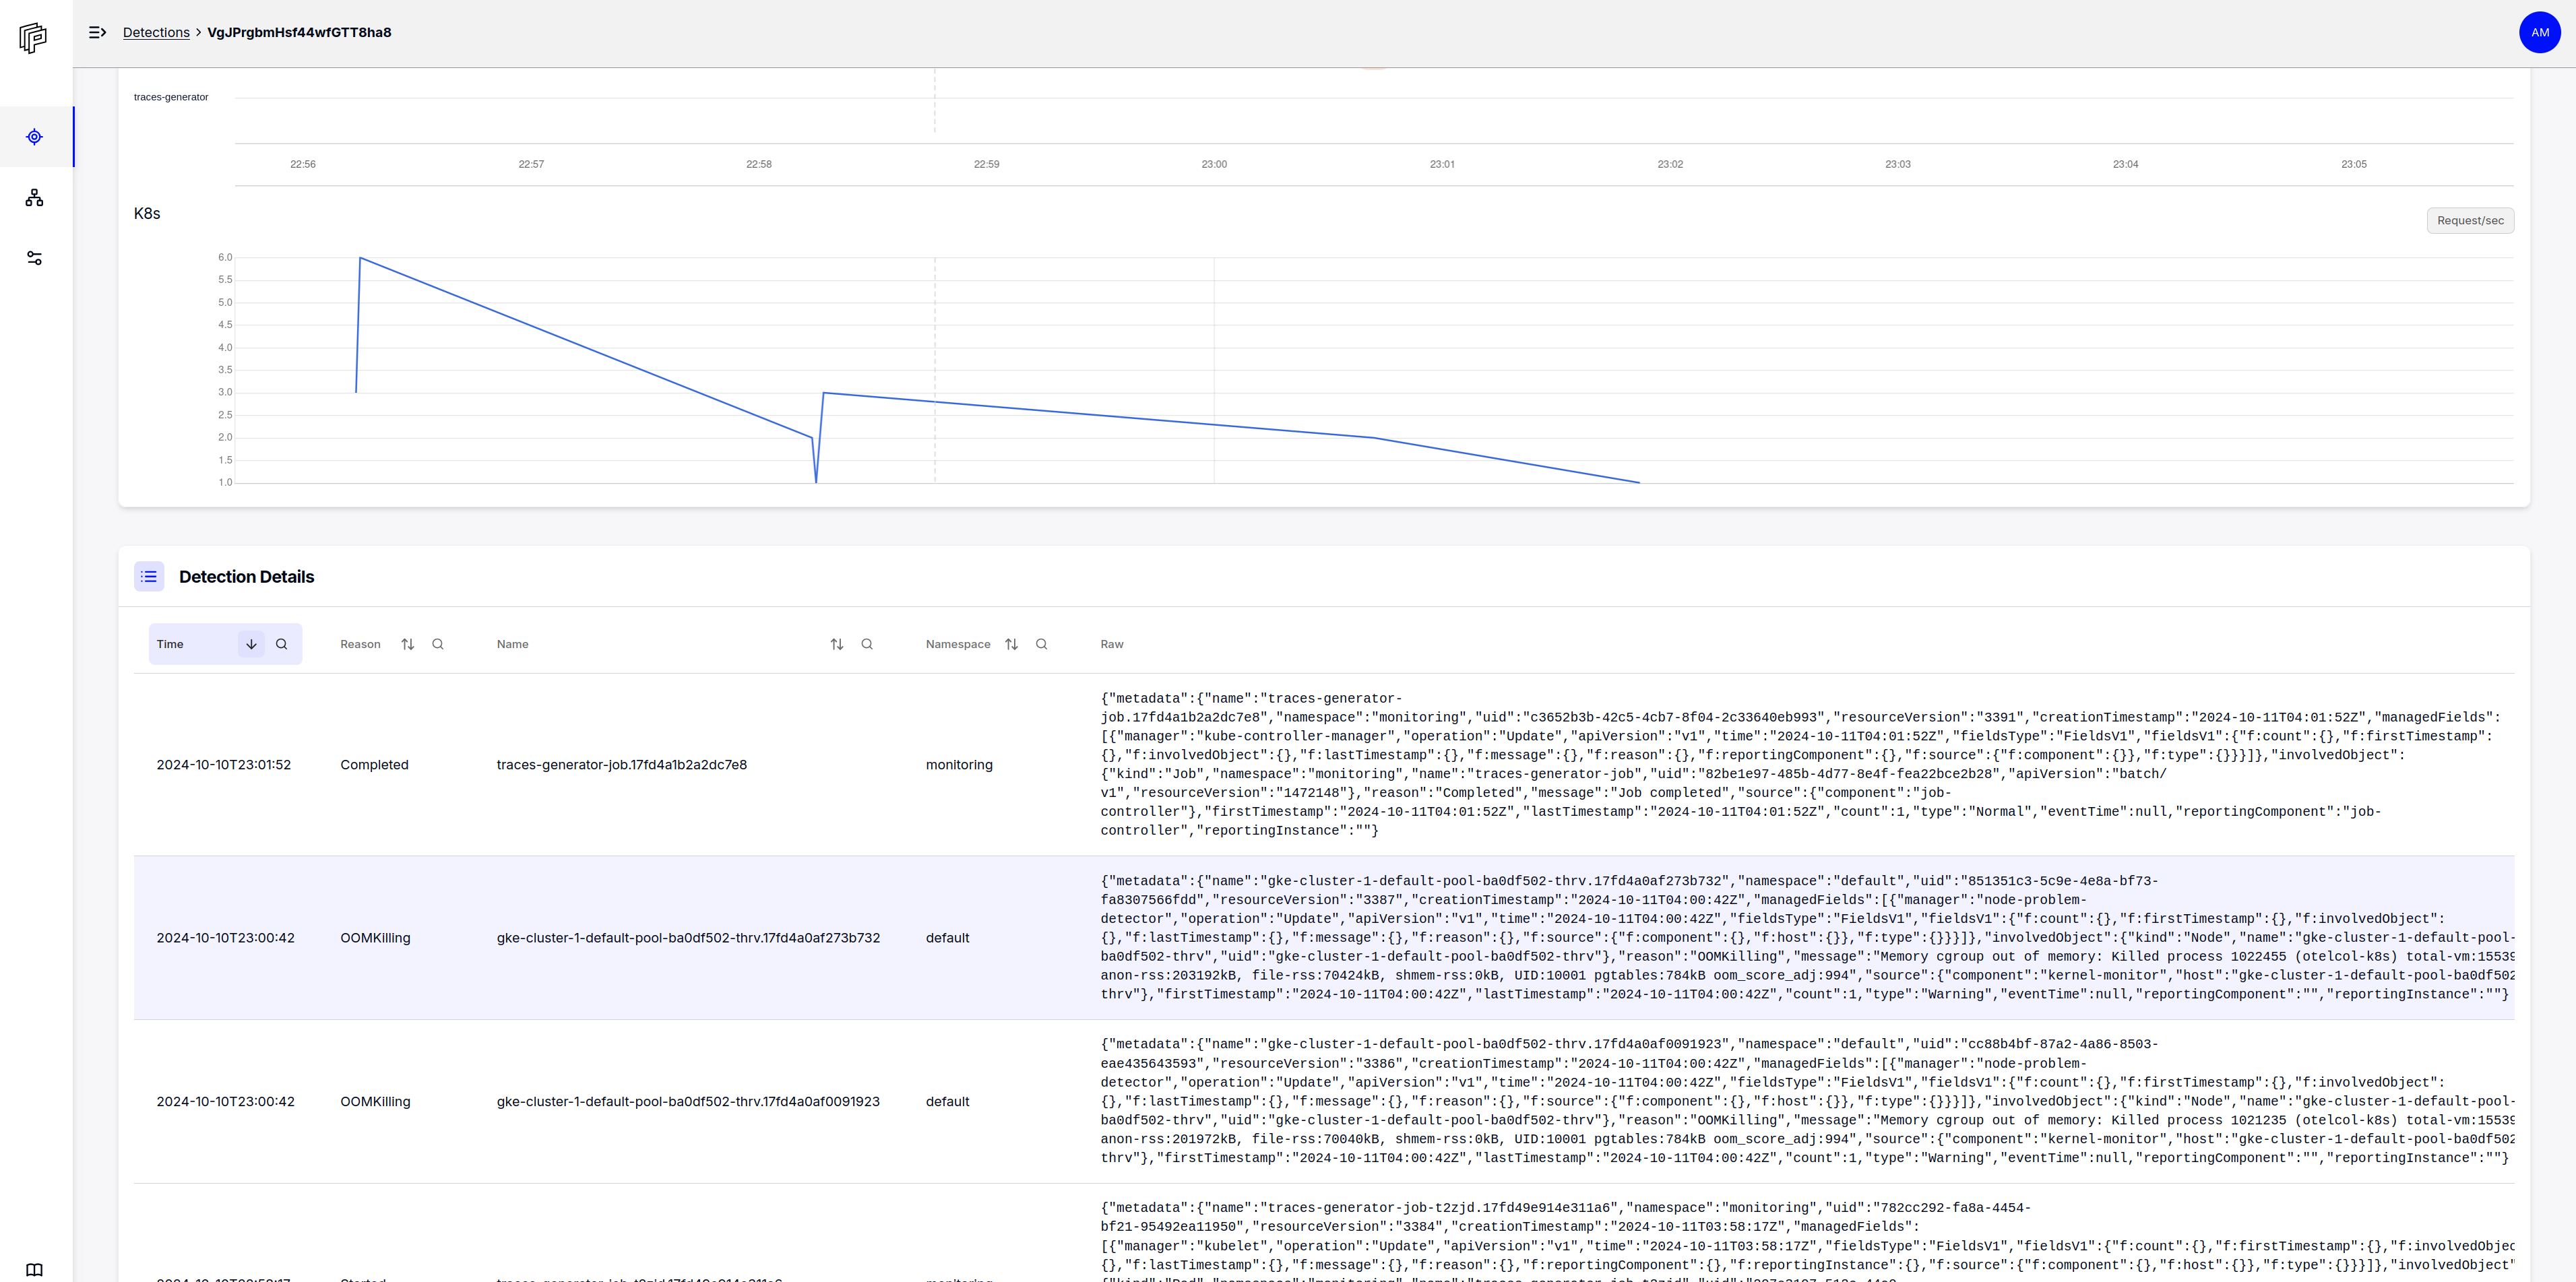 Detections > VgJPrgbmHsf44wfGTT8ha8
AM
traces-generator
22:56 22:57 22:58 22:59 23:00 23:01 23:02 23:03 23:04 23:05
K8s
Request/sec
6.0
5.5
5.0
4.5
4.0
3.5
3.0
2.5
2.0
1.5
1.0
Detection Details
Time Reason Name Namespace Raw
2024-10-10T23:01:52 Completed traces-generator-job.17fd4a1b2a2dc7e8 monitoring
{"metadata":{"name":"traces-generator-
job.17fd4a1b2a2dc7e8","namespace":"monitoring","uid":"c3652b3b-42c5-4cb7-8f04-2c33640eb993","resourceVersion":"3391","creationTimestamp":"2024-10-11T04:01:52Z","managedFields":
[{"manager":"kube-controller-manager","operation":"Update","apiVersion":"v1","time":"2024-10-11T04:01:52Z","fieldsType":"FieldsV1","fieldsV1":{"f:count":{},"f:firstTimestamp":
{},"f:involvedObject":{},"f:lastTimestamp":{},"f:message":{},"f:reason":{},"f:reportingComponent":{},"f:source":{"f:component":{}},"f:type":{}}}]},"involvedObject":
{"kind":"Job","namespace":"monitoring","name":"traces-generator-job","uid":"82be1e97-485b-4d77-8e4f-fea22bce2b28","apiVersion":"batch/
v1","resourceVersion":"1472148"},"reason":"Completed","message":"Job completed","source":{"component":"job-
controller"},"firstTimestamp":"2024-10-11T04:01:52Z","lastTimestamp":"2024-10-11T04:01:52Z","count":1,"type":"Normal","eventTime":null,"reportingComponent":"job-
controller","reportingInstance":""}
2024-10-10T23:00:42 OOMKilling gke-cluster-1-default-pool-ba0df502-thrv.17fd4a0af273b732 default
{"metadata":{"name":"gke-cluster-1-default-pool-ba0df502-thrv.17fd4a0af273b732","namespace":"default","uid":"851351c3-5c9e-4e8a-bf73-
fa8307566fdd","resourceVersion":"3387","creationTimestamp":"2024-10-11T04:00:42Z","managedFields":[{"manager":"node-problem-
detector","operation":"Update","apiVersion":"v1","time":"2024-10-11T04:00:42Z","fieldsType":"FieldsV1","fieldsV1":{"f:count":{},"f:firstTimestamp":{},"f:involvedObject":
{},"f:lastTimestamp":{},"f:message":{},"f:reason":{},"f:source":{"f:component":{},"f:host":{}},"f:type":{}}}]},"involvedObject":{"kind":"Node","name":"gke-cluster-1-default-pool-
ba0df502-thrv","uid":"gke-cluster-1-default-pool-ba0df502-thrv"},"reason":"OOMKilling","message":"Memory cgroup out of memory: Killed process 1022455 (otelcol-k8s) total-vm:15539
anon-rss:203192kB, file-rss:70424kB, shmem-rss:0kB, UID:10001 pgtables:784kB oom_score_adj:994","source":{"component":"kernel-monitor","host":"gke-cluster-1-default-pool-ba0df502
thrv"},"firstTimestamp":"2024-10-11T04:00:42Z","lastTimestamp":"2024-10-11T04:00:42Z","count":1,"type":"Warning","eventTime":null,"reportingComponent":"","reportingInstance":""}
2024-10-10T23:00:42 OOMKilling gke-cluster-1-default-pool-ba0df502-thrv.17fd4a0af0091923 default
{"metadata":{"name":"gke-cluster-1-default-pool-ba0df502-thrv.17fd4a0af0091923","namespace":"default","uid":"cc88b4bf-87a2-4a86-8503-
eae435643593","resourceVersion":"3386","creationTimestamp":"2024-10-11T04:00:42Z","managedFields":[{"manager":"node-problem-
detector","operation":"Update","apiVersion":"v1","time":"2024-10-11T04:00:42Z","fieldsType":"FieldsV1","fieldsV1":{"f:count":{},"f:firstTimestamp":{},"f:involvedObject":
{},"f:lastTimestamp":{},"f:message":{},"f:reason":{},"f:source":{"f:component":{},"f:host":{}},"f:type":{}}}]},"involvedObject":{"kind":"Node","name":"gke-cluster-1-default-pool-
ba0df502-thrv","uid":"gke-cluster-1-default-pool-ba0df502-thrv"},"reason":"OOMKilling","message":"Memory cgroup out of memory: Killed process 1021235 (otelcol-k8s) total-vm:15539
anon-rss:201972kB, file-rss:70040kB, shmem-rss:0kB, UID:10001 pgtables:784kB oom_score_adj:994","source":{"component":"kernel-monitor","host":"gke-cluster-1-default-pool-ba0df502
thrv"},"firstTimestamp":"2024-10-11T04:00:42Z","lastTimestamp":"2024-10-11T04:00:42Z","count":1,"type":"Warning","eventTime":null,"reportingComponent":"","reportingInstance":""}
{"metadata":{"name":"traces-generator-job-t2zjd.17fd49e914e311a6","namespace":"monitoring","uid":"782cc292-fa8a-4454-
bf21-95492ea11950","resourceVersion":"3384","creationTimestamp":"2024-10-11T03:58:17Z","managedFields":
[{"manager":"kubelet","operation":"Update","apiVersion":"v1","time":"2024-10-11T03:58:17Z","fieldsType":"FieldsV1","fieldsV1":{"f:count":{},"f:firstTimestamp":{},"f:involvedObjec
{},"f:lastTimestamp":{},"f:message":{},"f:reason":{},"f:reportingComponent":{},"f:reportingInstance":{},"f:source":{"f:component":{},"f:host":{}},"f:type":{}}}]},"involvedObject"